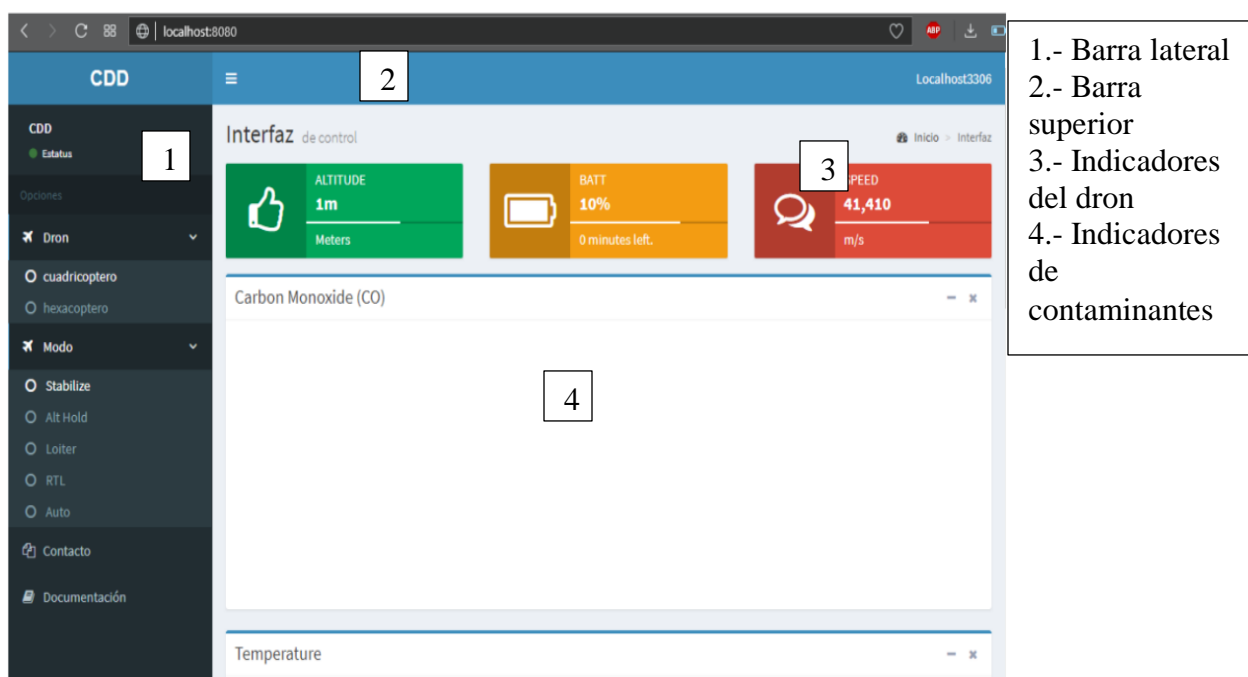 localhost:8080
ABP
CDD
2
Localhost3306
CDD
Estatus
1
Opciones
Dron
cuadricoptero
hexacoptero
Modo
Stabilize
Alt Hold
Loiter
RTL
Auto
Contacto
Documentación
Interfaz de control
Inicio > Interfaz
ALTITUDE
1m
Meters
BATT
10%
0 minutes left.
3
SPEED
41,410
m/s
Carbon Monoxide (CO)
4
Temperature
1.- Barra lateral
2.- Barra
superior
3.- Indicadores
del dron
4.- Indicadores
de
contaminantes